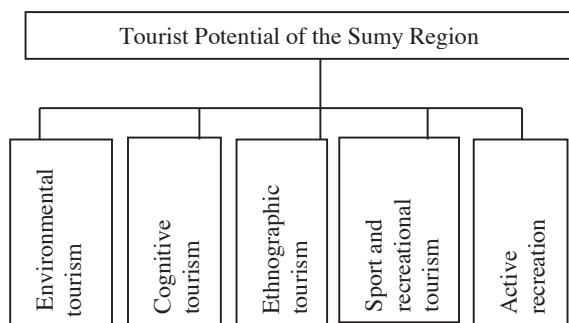 Tourist Potential of the Sumy Region
Environmental
tourism
Cognitive
tourism
Ethnographic
tourism
Sport and
recreational
tourism
Active
recreation